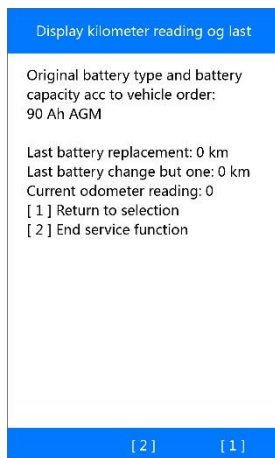 Display kilometer reading og last
Original battery type and battery
capacity acc to vehicle order:
90 Ah AGM
Last battery replacement: 0 km
Last battery change but one: 0 km
Current odometer reading: 0
[ 1 ] Return to selection
[ 2 ] End service function
[ 2 ] [ 1 ]